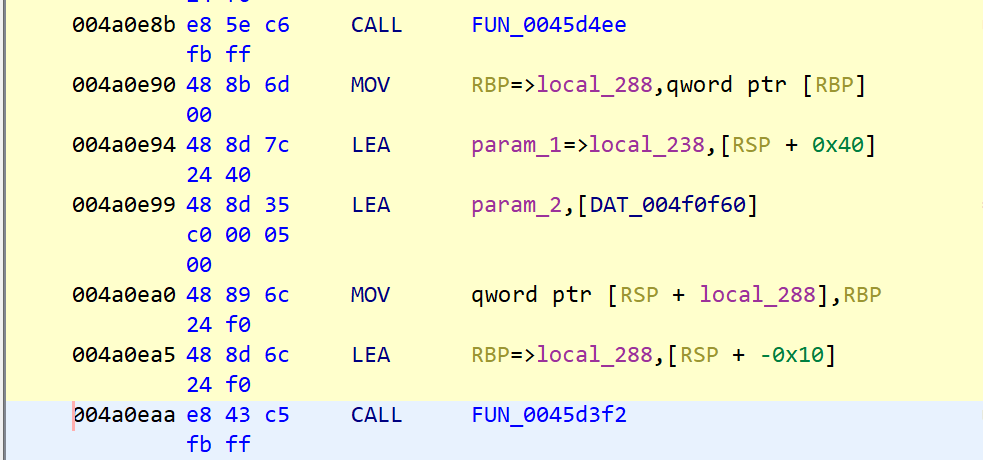 004a0e8b e8 5e c6 CALL FUN_0045d4ee
fb ff
004a0e90 48 8b 6d MOV RBP=>local_288,qword ptr [RBP]
00
004a0e94 48 8d 7c LEA param_1=>local_238,[RSP + 0x40]
24 40
004a0e99 48 8d 35 LEA param_2,[DAT_004f0f60]
c0 00 05
00
004a0ea0 48 89 6c MOV qword ptr [RSP + local_288],RBP
24 f0
004a0ea5 48 8d 6c LEA RBP=>local_288,[RSP + -0x10]
24 f0
004a0eaa e8 43 c5 CALL FUN_0045d3f2
fb ff